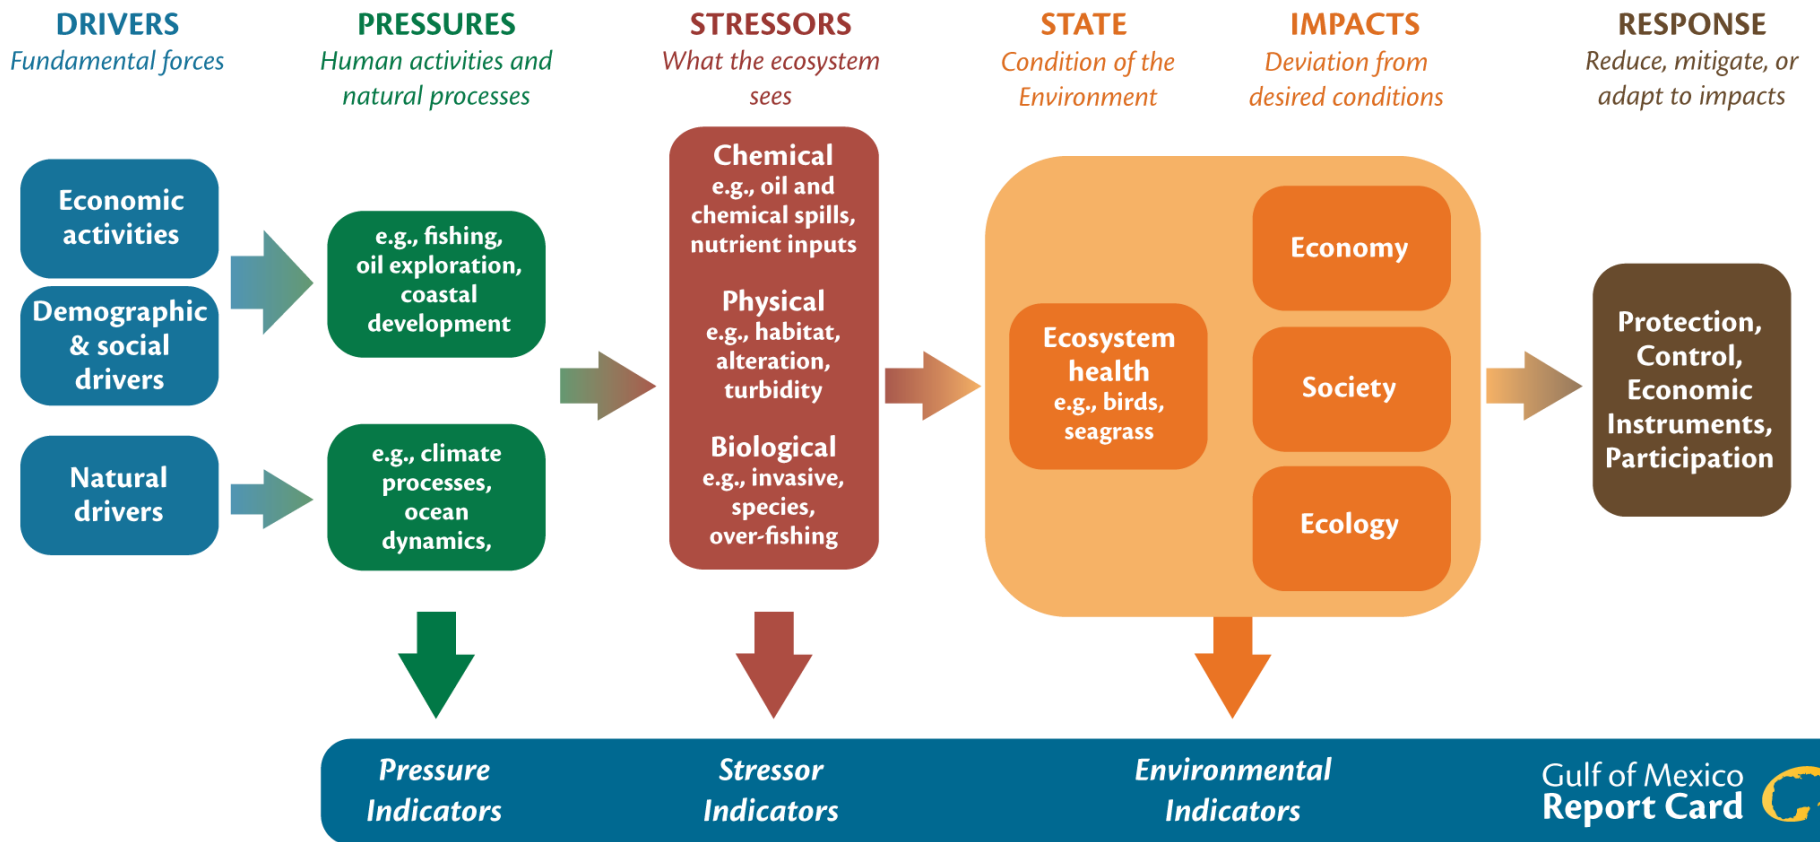 DRIVERS
Fundamental forces
PRESSURES
Human activities and
natural processes
STRESSORS
What the ecosystem
sees
STATE
Condition of the
Environment
IMPACTS
Deviation from
desired conditions
RESPONSE
Reduce, mitigate, or
adapt to impacts
Economic
activities
Demographic
& social
drivers
Natural
drivers
e.g., fishing,
oil exploration,
coastal
development
e.g., climate
processes,
ocean
dynamics,
Chemical
e.g., oil and
chemical spills,
nutrient inputs
Physical
e.g., habitat,
alteration,
turbidity
Biological
e.g., invasive,
species,
over-fishing
Ecosystem
health
e.g., birds,
seagrass
Economy
Society
Ecology
Protection,
Control,
Economic
Instruments,
Participation
Pressure
Indicators
Stressor
Indicators
Environmental
Indicators
Gulf of Mexico
Report Card